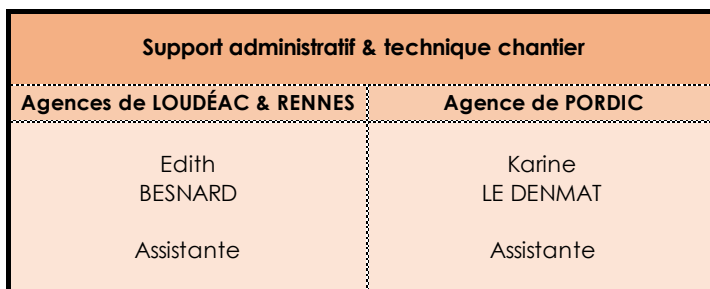 Support administratif & technique chantier
Agences de LOUDÉAC & RENNES
Agence de PORDIC
Edith
BESNARD
Assistante
Karine
LE DENMAT
Assistante